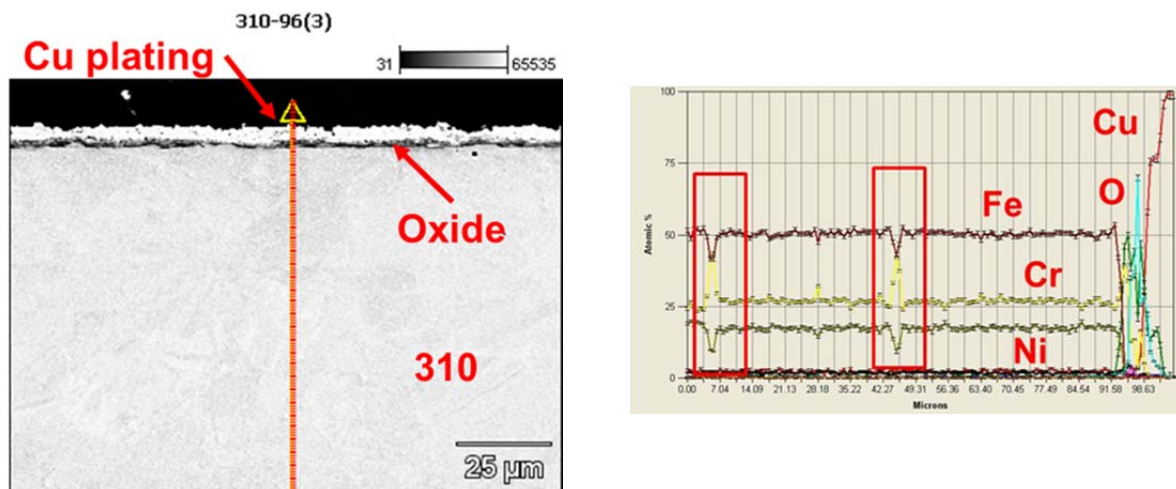 310-96(3)
Cu plating
31 65535
Oxide
310
25 µm
100
75
50
25
0
Atomic %
Cu
O
Fe
Cr
Ni
0.00 7.04 14.09 21.13 28.18 35.22 42.27 49.31 56.36 63.40 70.45 77.49 84.54 91.58 98.63
Microns